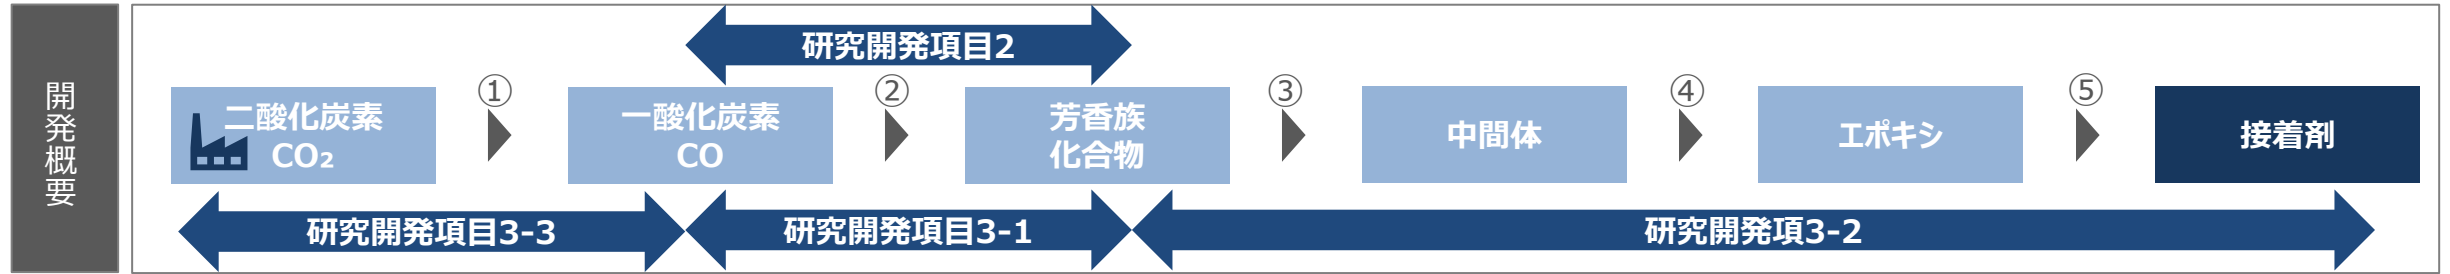 開発概要
研究開発項目2
①
②
③
④
⑤
二酸化炭素
CO₂
一酸化炭素
CO
芳香族
化合物
中間体
エポキシ
接着剤
研究開発項目3-3
研究開発項目3-1
研究開発項3-2